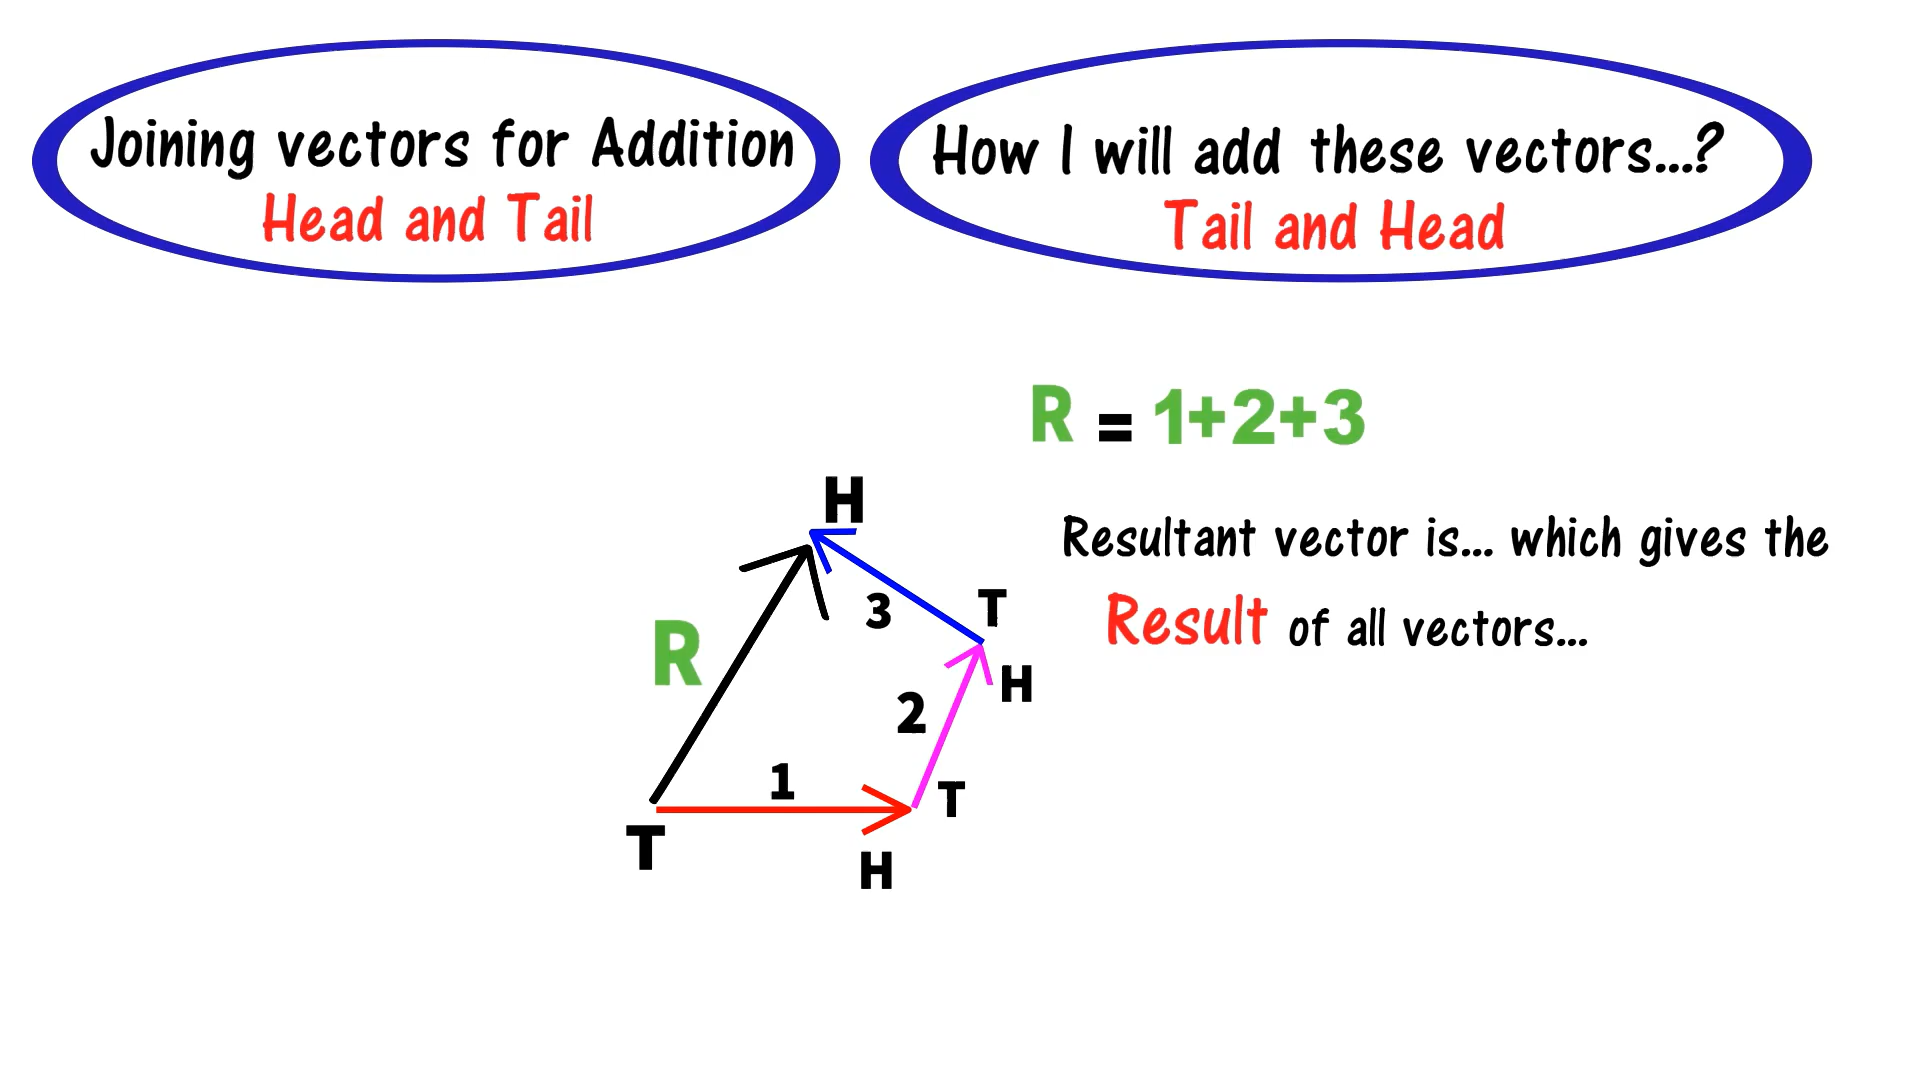 Joining vectors for Addition
Head and Tail
How I will add these vectors...?
Tail and Head
R = 1+2+3
H
Resultant vector is... which gives the
Result of all vectors...
3
T
R
H
2
1
T
T
H